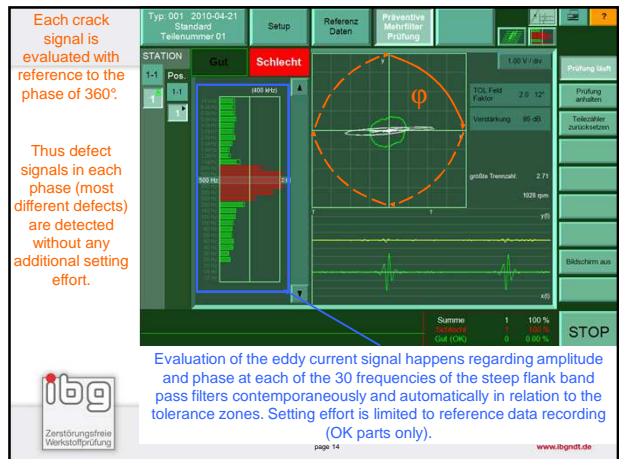 Each crack
signal is
evaluated with
reference to the
phase of 360°.
Thus defect
signals in each
phase (most
different defects)
are detected
without any
additional setting
effort.
Typ: 001 2010-04-21
Standard
Teilenummer 01
Setup
Referenz
Daten
Präventive
Mehrfilter
Prüfung
?
STATION
1-1 Pos.
1 1-1
1
Gut
Schlecht
(400 kHz)
500 Hz
y
φ
1.00 V / div
TOL Feld
Faktor 2.0 12°
Verstärkung 85 dB
größte Trennzahl: 2.71
1028 rpm
T T
y(t)
x(t)
Prüfung läuft
Prüfung
anhalten
Teilezähler
zurücksetzen
Bildschirm aus
STOP
Summe 1 100 %
Schlecht 1 100 %
Gut (OK) 0 0.00 %
Evaluation of the eddy current signal happens regarding amplitude
and phase at each of the 30 frequencies of the steep flank band
pass filters contemporaneously and automatically in relation to the
tolerance zones. Setting effort is limited to reference data recording
(OK parts only).
ibg
Zerstörungsfreie
Werkstoffprüfung
page 14
www.ibgndt.de